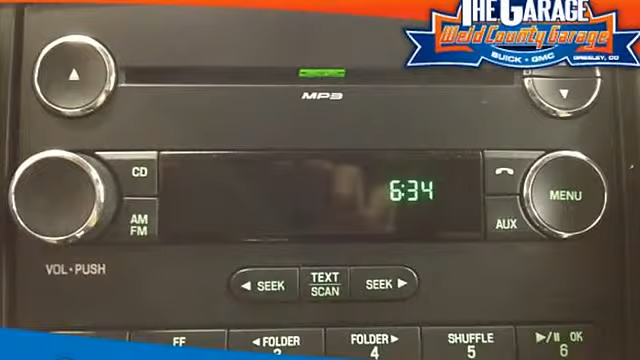 THE GARAGE
Weld County Garage
BUICK • GMC
GREELEY, CO
MP3
CD
6:34
MENU
AM
FM
AUX
VOL • PUSH
◄ SEEK
TEXT
SCAN
SEEK ►
FF
◄ FOLDER
3
FOLDER ►
4
SHUFFLE
5
►/II OK
6